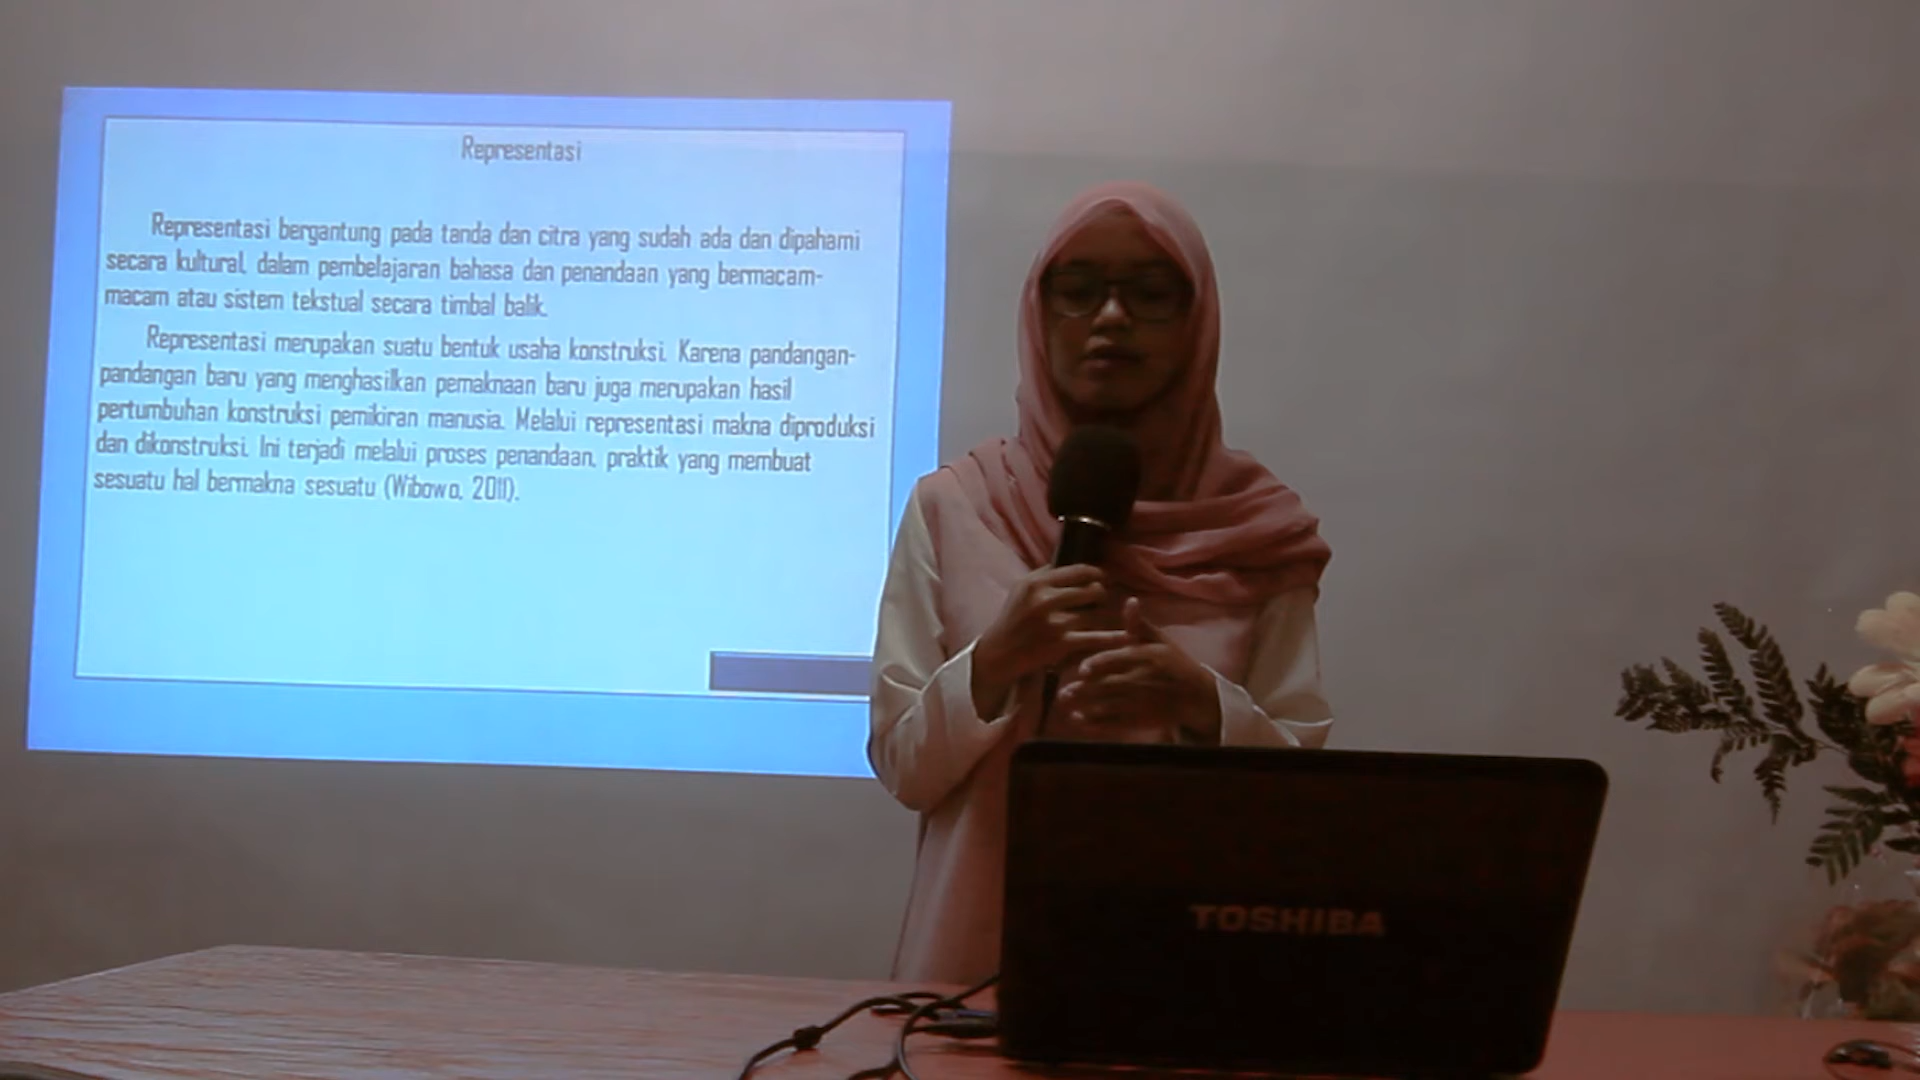 Representasi
Representasi bergantung pada tanda dan citra yang sudah ada dan dipahami
secara kultural, dalam pembelajaran bahasa dan penandaan yang bermacam-
macam atau sistem tekstual secara timbal balik.
Representasi merupakan suatu bentuk usaha konstruksi. Karena pandangan-
pandangan baru yang menghasilkan pemaknaan baru juga merupakan hasil
pertumbuhan konstruksi pemikiran manusia. Melalui representasi makna diproduksi
dan dikonstruksi. Ini terjadi melalui proses penandaan, praktik yang membuat
sesuatu hal bermakna sesuatu (Wibowo, 2011).
TOSHIBA